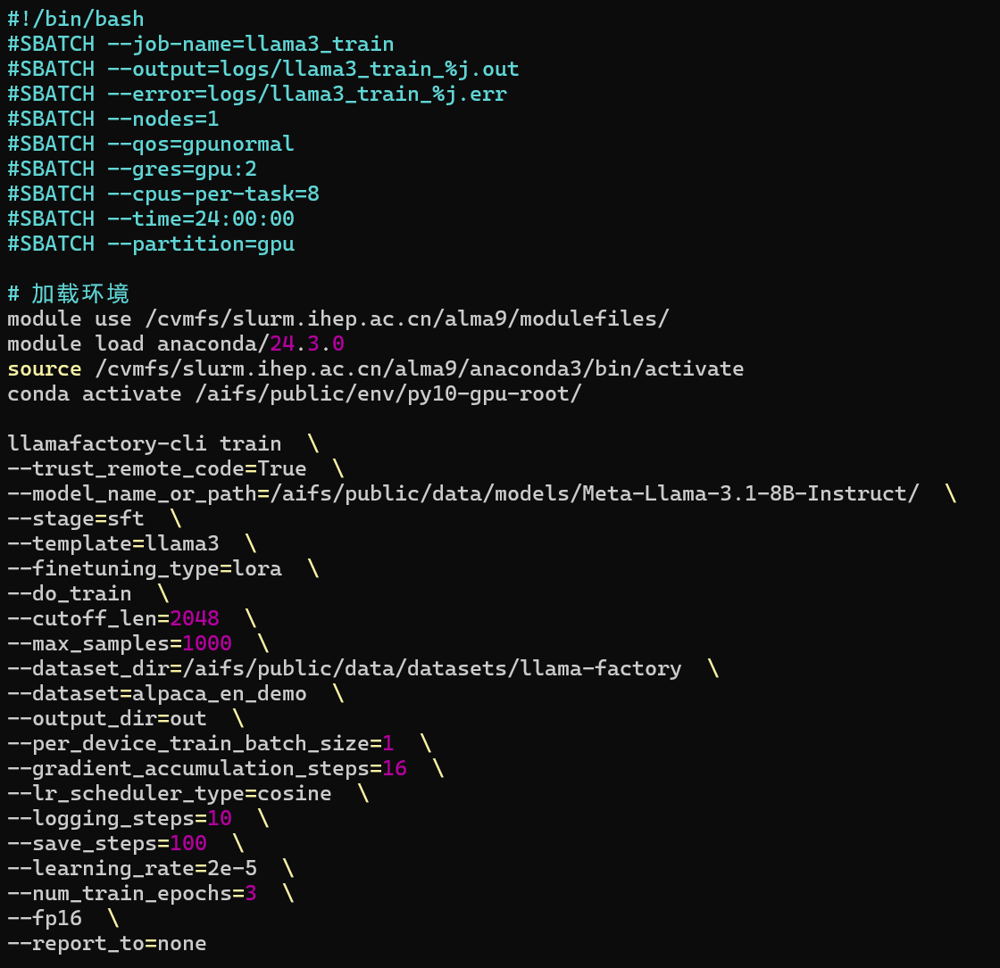 #!/bin/bash
#SBATCH --job-name=llama3_train
#SBATCH --output=logs/llama3_train_%j.out
#SBATCH --error=logs/llama3_train_%j.err
#SBATCH --nodes=1
#SBATCH --qos=gpunormal
#SBATCH --gres=gpu:2
#SBATCH --cpus-per-task=8
#SBATCH --time=24:00:00
#SBATCH --partition=gpu

# 加载环境
module use /cvmfs/slurm.ihep.ac.cn/alma9/modulefiles/
module load anaconda/24.3.0
source /cvmfs/slurm.ihep.ac.cn/alma9/anaconda3/bin/activate
conda activate /aifs/public/env/py10-gpu-root/

llamafactory-cli train  \
--trust_remote_code=True  \
--model_name_or_path=/aifs/public/data/models/Meta-Llama-3.1-8B-Instruct/  \
--stage=sft  \
--template=llama3  \
--finetuning_type=lora  \
--do_train  \
--cutoff_len=2048  \
--max_samples=1000  \
--dataset_dir=/aifs/public/data/datasets/llama-factory  \
--dataset=alpaca_en_demo  \
--output_dir=out  \
--per_device_train_batch_size=1  \
--gradient_accumulation_steps=16  \
--lr_scheduler_type=cosine  \
--logging_steps=10  \
--save_steps=100  \
--learning_rate=2e-5  \
--num_train_epochs=3  \
--fp16  \
--report_to=none